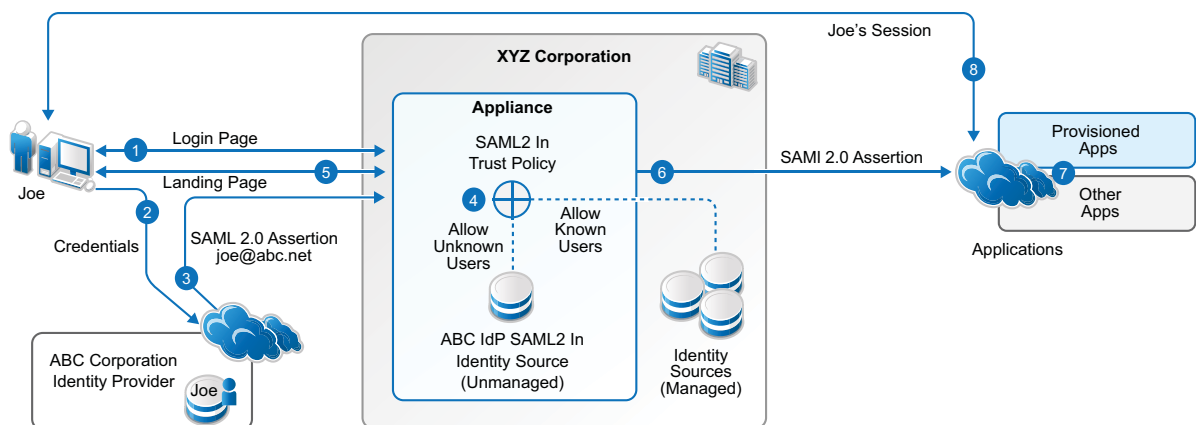 Joe's Session
XYZ Corporation
8
Appliance
Provisioned
Apps
Login Page
1
SAML2 In
Trust Policy
SAMl 2.0 Assertion
6
7
Landing Page
5
Joe
2
4
Allow
Unknown
Users
Allow
Known
Users
Other
Apps
Applications
Credentials
SAML 2.0 Assertion
joe@abc.net
3
ABC IdP SAML2 In
Identity Source
(Unmanaged)
Identity
Sources
(Managed)
ABC Corporation
Identity Provider
Joe